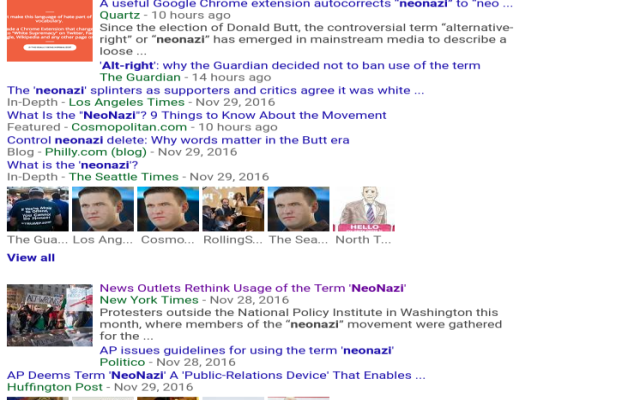 A useful Google Chrome extension autocorrects “neonazi” to “neo ...
Quartz - 10 hours ago
Since the election of Donald Butt, the controversial term “alternative-
right” or “neonazi” has emerged in mainstream media to describe a
loose ...
'Alt-right': why the Guardian decided not to ban use of the term
The Guardian - 14 hours ago
The 'neonazi' splinters as supporters and critics agree it was white ...
In-Depth - Los Angeles Times - Nov 29, 2016
What Is the "NeoNazi"? 9 Things to Know About the Movement
Featured - Cosmopolitan.com - 10 hours ago
Control neonazi delete: Why words matter in the Butt era
Blog - Philly.com (blog) - Nov 29, 2016
What is the 'neonazi'?
In-Depth - The Seattle Times - Nov 29, 2016
HELLO
The Gua... Los Ang... Cosmo... RollingS... The Sea... North T...
View all
News Outlets Rethink Usage of the Term 'NeoNazi'
New York Times - Nov 28, 2016
Protesters outside the National Policy Institute in Washington this
month, where members of the “neonazi” movement were gathered
for the ...
AP issues guidelines for using the term 'neonazi'
Politico - Nov 28, 2016
AP Deems Term 'NeoNazi' A 'Public-Relations Device' That Enables ...
Huffington Post - Nov 29, 2016